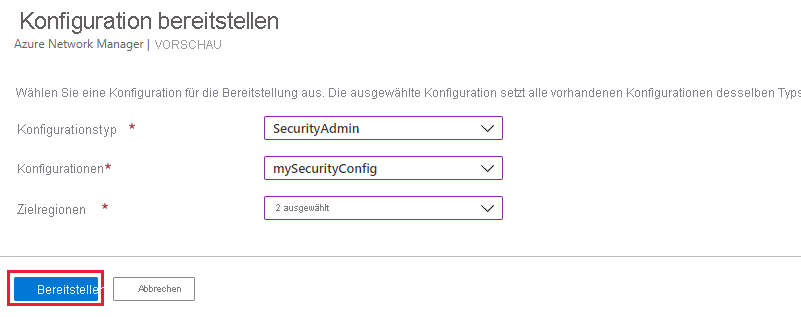 Konfiguration bereitstellen
Azure Network Manager | VORSCHAU
Wählen Sie eine Konfiguration für die Bereitstellung aus. Die ausgewählte Konfiguration setzt alle vorhandenen Konfigurationen desselben Typs
Konfigurationstyp * SecurityAdmin
Konfigurationen* mySecurityConfig
Zielregionen * 2 ausgewählt
Bereitstellen Abbrechen